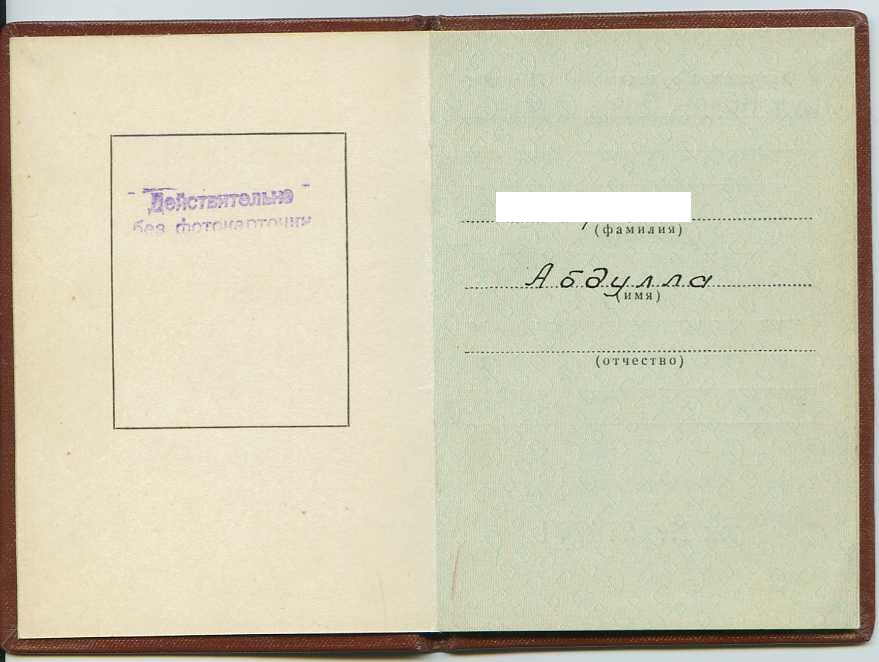 Действительно
без фотокарточки
(фамилия)
Абдулла
(имя)
(отчество)